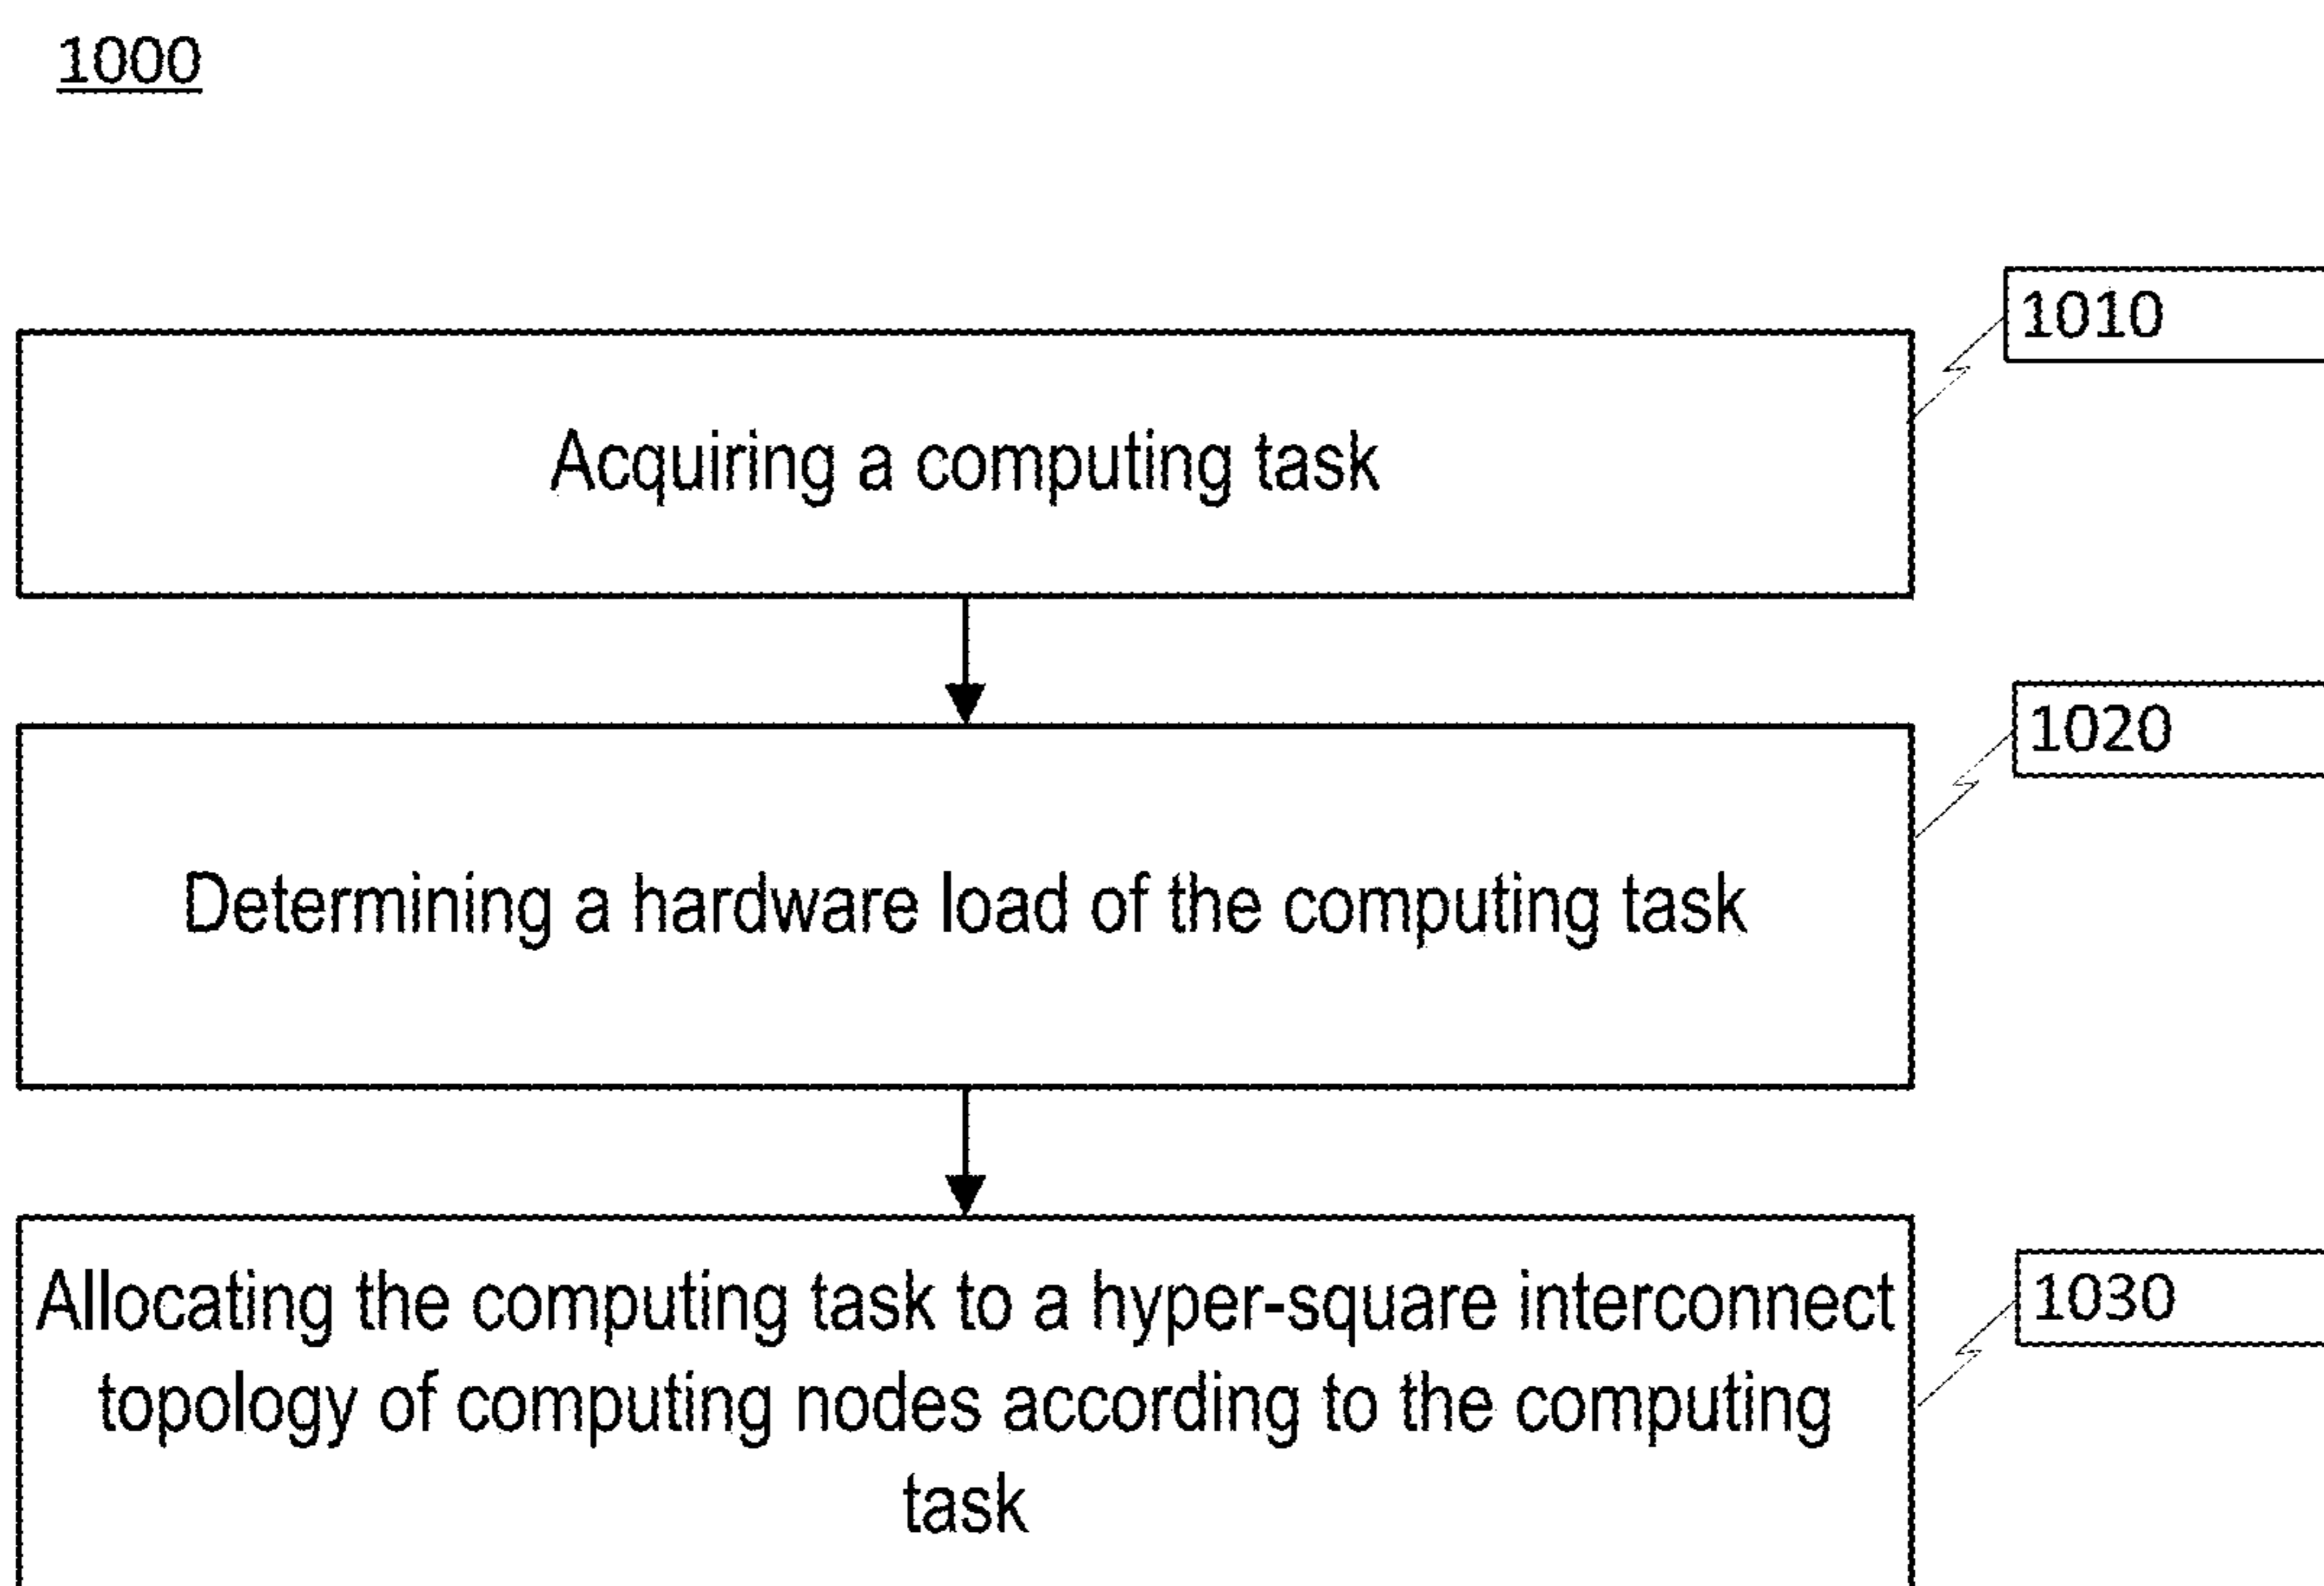 1000
1010
Acquiring a computing task
1020
Determining a hardware load of the computing task
1030
Allocating the computing task to a hyper-square interconnect
topology of computing nodes according to the computing
task